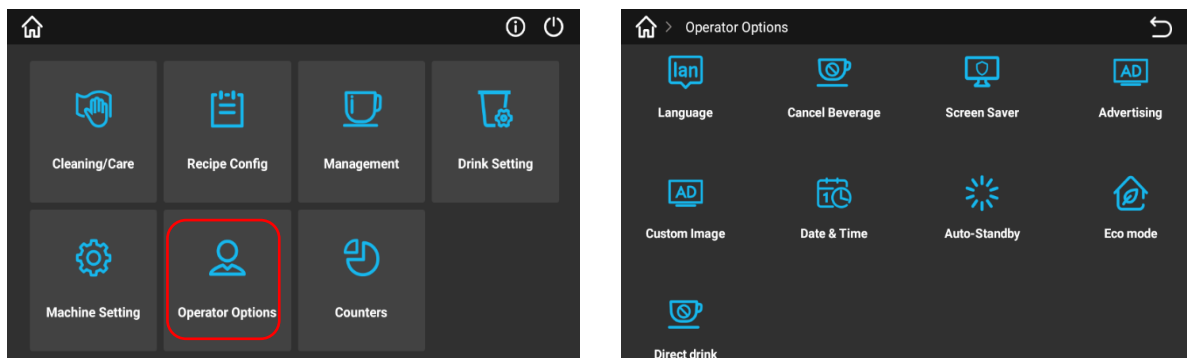 Cleaning/Care
Recipe Config
Management
Drink Setting
Machine Setting
Operator Options
Counters
> Operator Options
lan
Language
Cancel Beverage
Screen Saver
AD
Advertising
AD
Custom Image
1
Date & Time
Auto-Standby
Eco mode
Direct drink